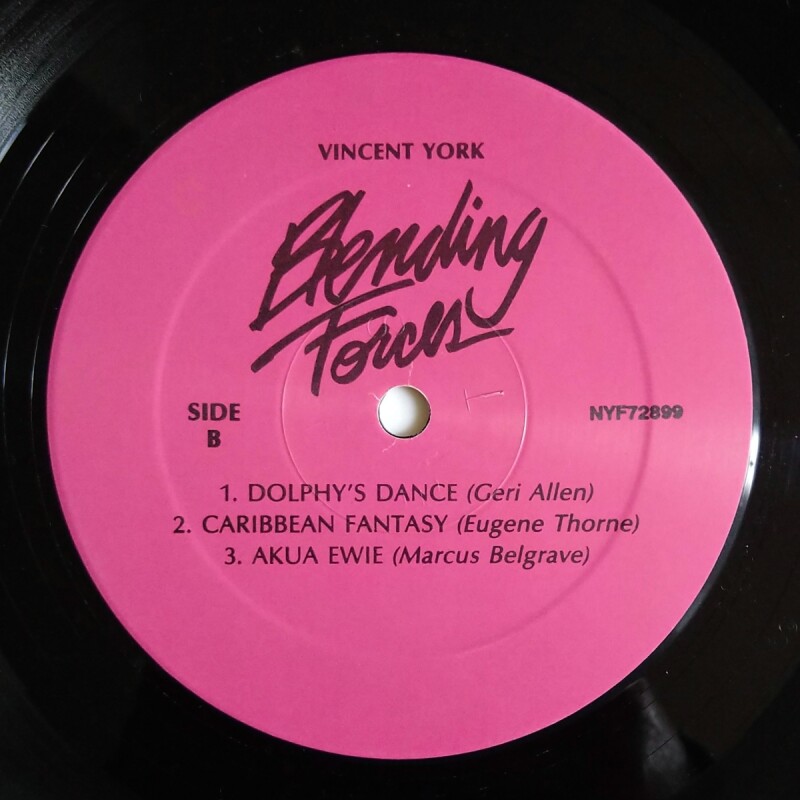 VINCENT YORK
Blending
Forces
SIDE
B
NYF72899
1. DOLPHY'S DANCE (Geri Allen)
2. CARIBBEAN FANTASY (Eugene Thorne)
3. AKUA EWIE (Marcus Belgrave)